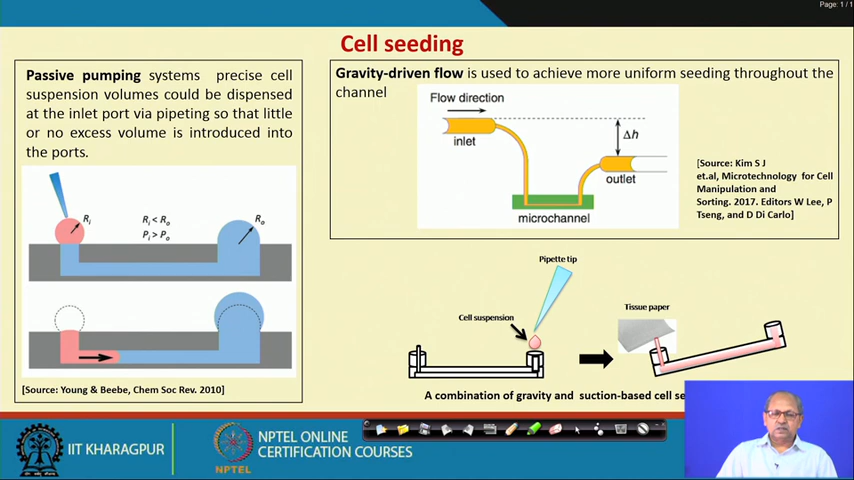 Page: 1 / 1
Cell seeding
Passive pumping systems precise cell
suspension volumes could be dispensed
at the inlet port via pipeting so that little
or no excess volume is introduced into
the ports.
Ri
Ri < Ro
Pi > Po
Ro
[Source: Young & Beebe, Chem Soc Rev. 2010]
Gravity-driven flow is used to achieve more uniform seeding throughout the
channel
Flow direction
inlet
Δh
outlet
microchannel
[Source: Kim S J
et.al, Microtechnology for Cell
Manipulation and
Sorting. 2017. Editors W Lee, P
Tseng, and D Di Carlo]
Pipette tip
Cell suspension
Tissue paper
A combination of gravity and suction-based cell se
IIT KHARAGPUR
NPTEL
NPTEL ONLINE
CERTIFICATION COURSES